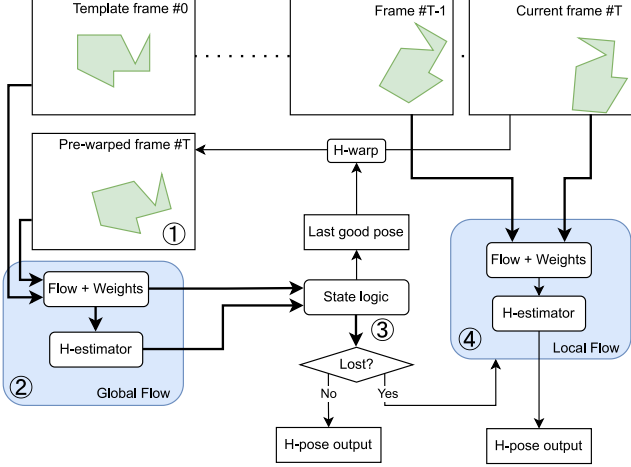 Template frame #0
Frame #T-1
Current frame #T
Pre-warped frame #T
H-warp
①
Last good pose
Flow + Weights
Flow + Weights
State logic
H-estimator
H-estimator
③
④
Lost?
Local Flow
②
Global Flow
No
Yes
H-pose output
H-pose output